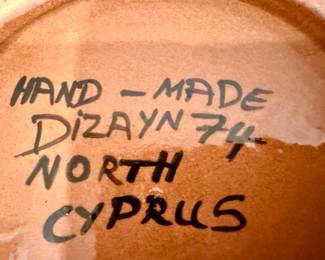 HAND - MADE
DiZAYN 74
NORTH
CYPRUS